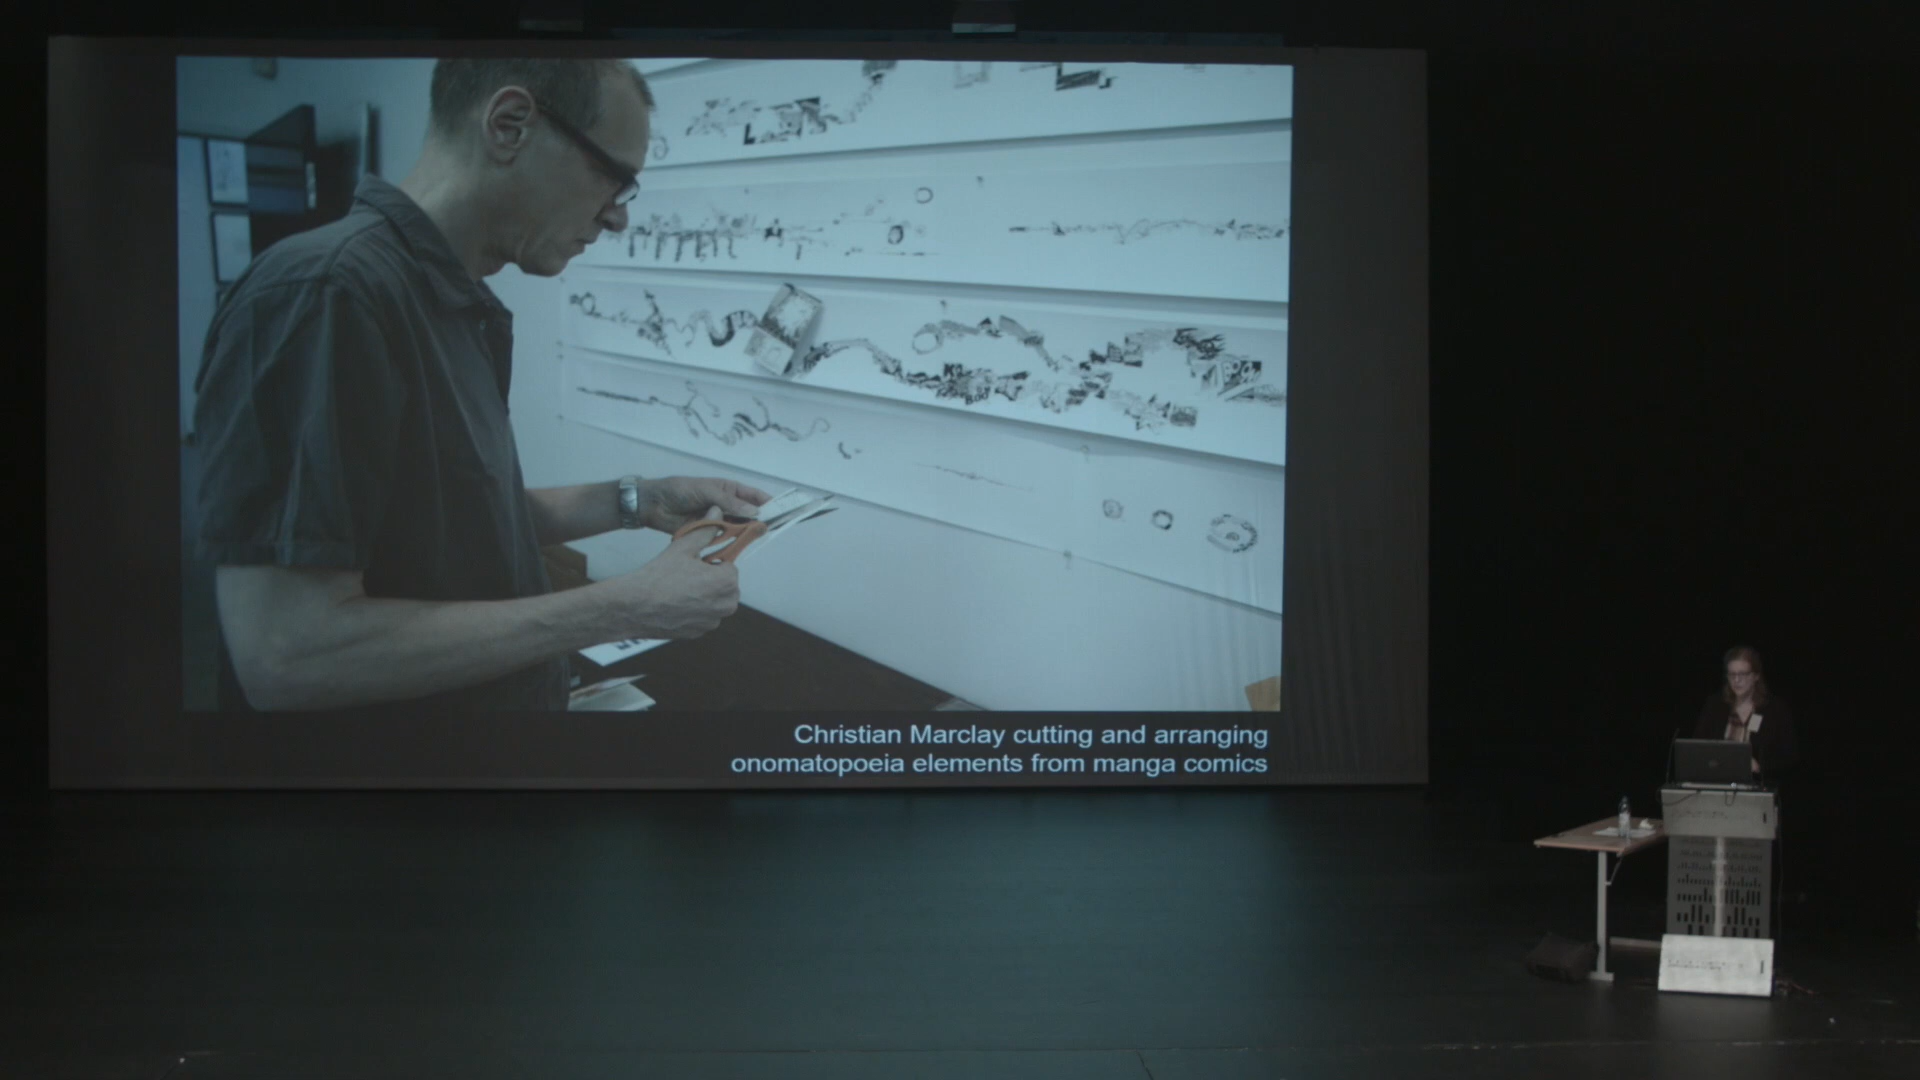 Christian Marclay cutting and arranging
onomatopoeia elements from manga comics